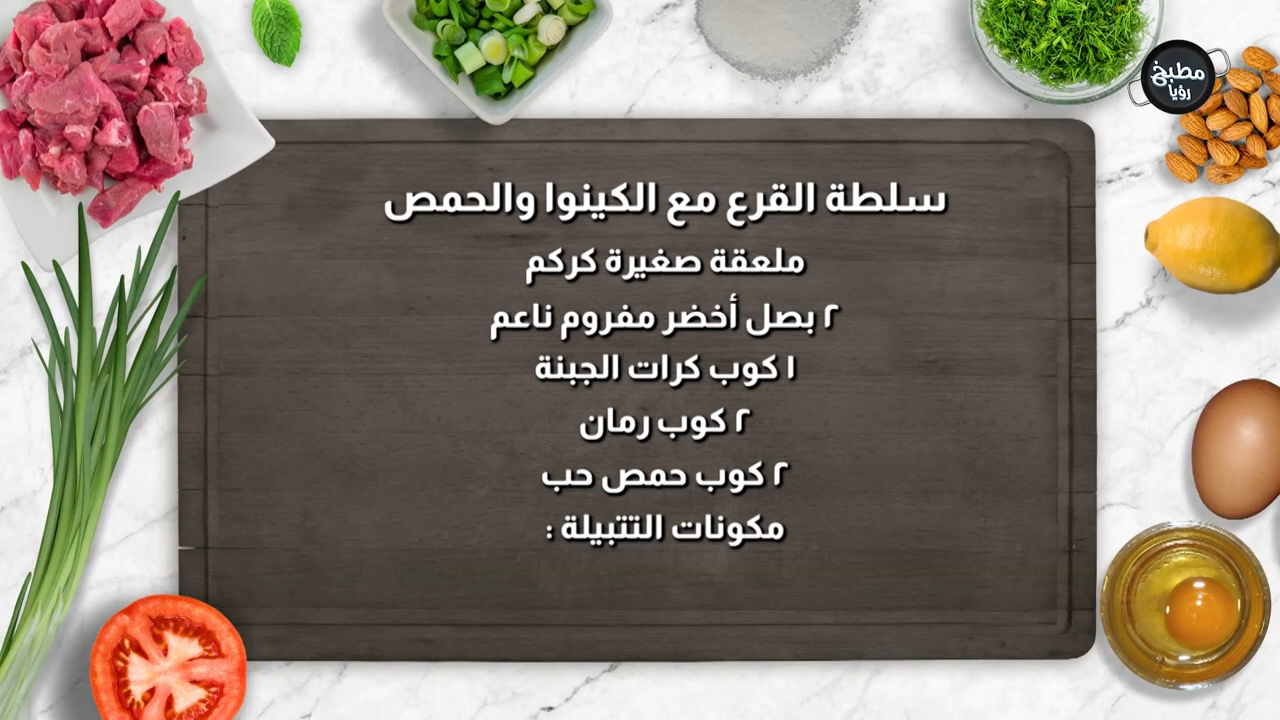 مطبخ
رؤيا
سلطة القرع مع الكينوا والحمص
ملعقة صغيرة كركم
٢ بصل أخضر مفروم ناعم
١ كوب كرات الجبنة
٢ كوب رمان
٢ كوب حمص حب
مكونات التتبيلة :